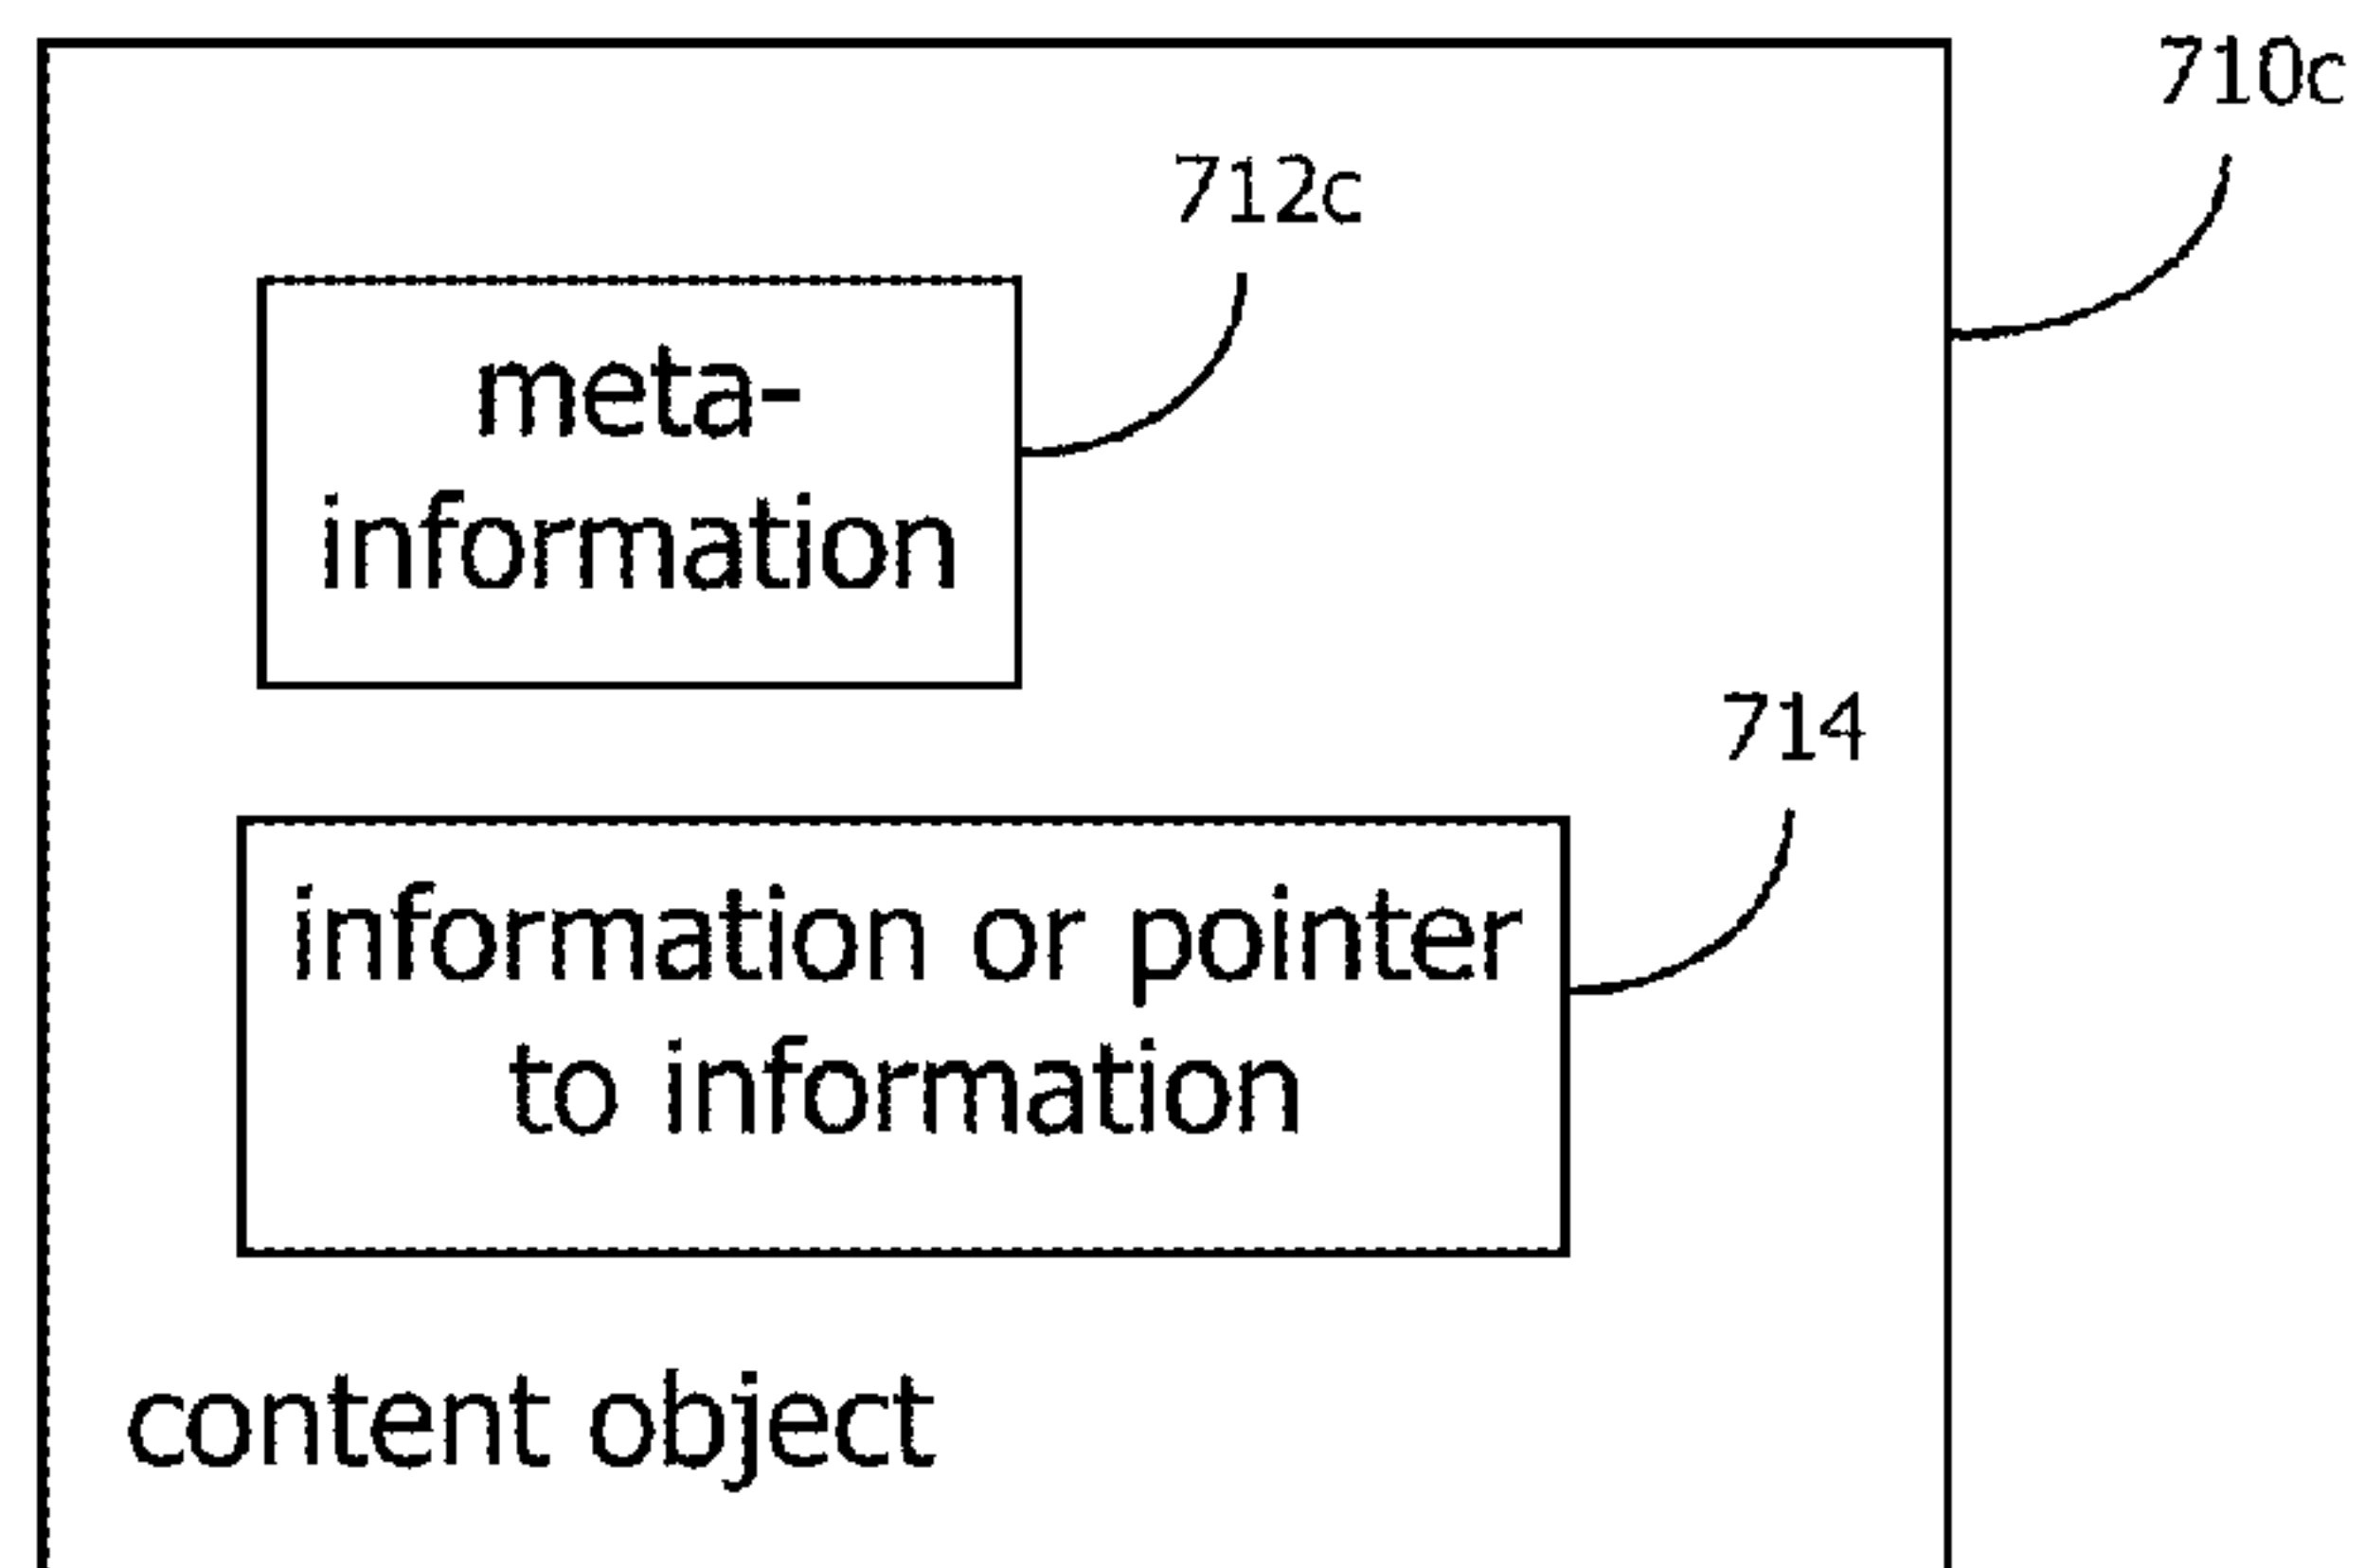 710c
712c
meta-
information
714
information or pointer
to information
content object